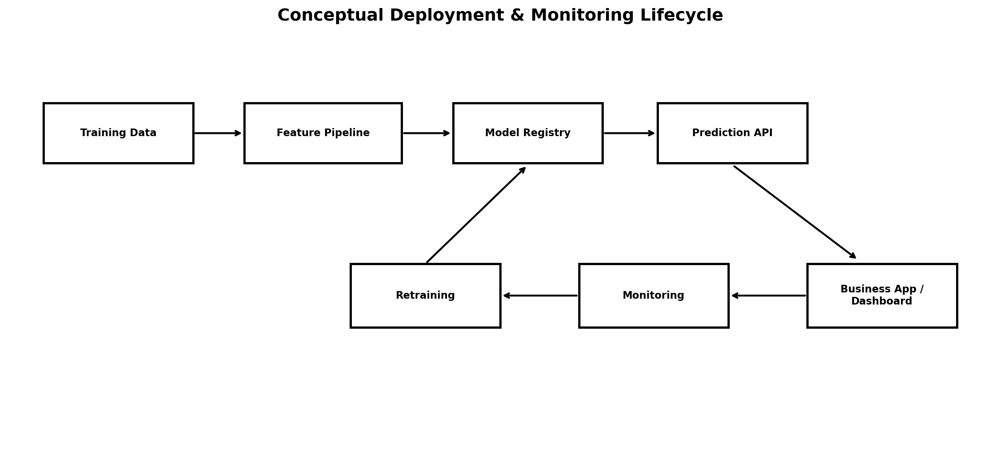 Conceptual Deployment & Monitoring Lifecycle
Training Data
Feature Pipeline
Model Registry
Prediction API
Retraining
Monitoring
Business App /
Dashboard